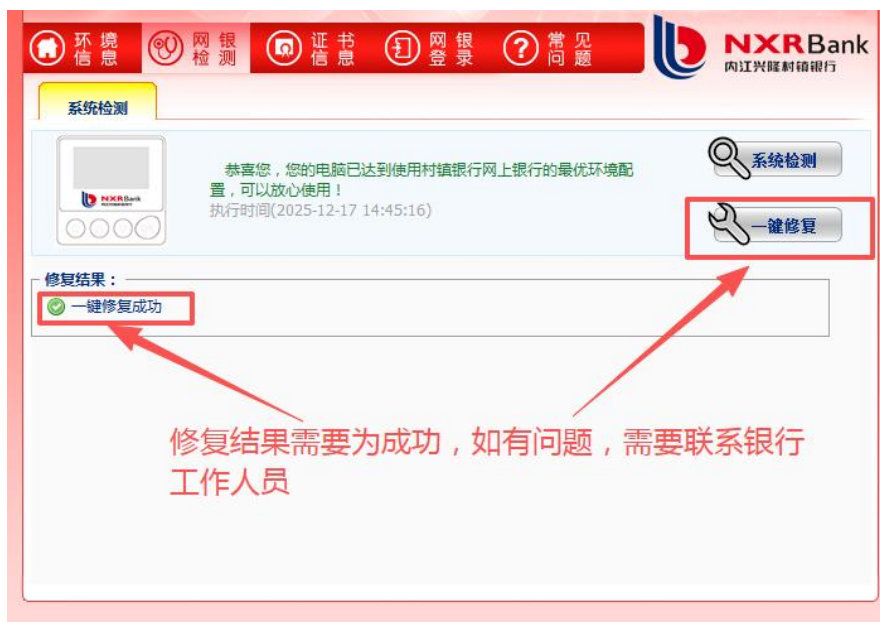 环境信息 网银检测 证书信息 网银登录 常见问题
NXRBank
内江兴隆村镇银行
系统检测
恭喜您，您的电脑已达到使用村镇银行网上银行的最优环境配
置，可以放心使用！
执行时间(2025-12-17 14:45:16)
NXRBank
系统检测
一键修复
修复结果：
一键修复成功
修复结果需要为成功，如有问题，需要联系银行
工作人员